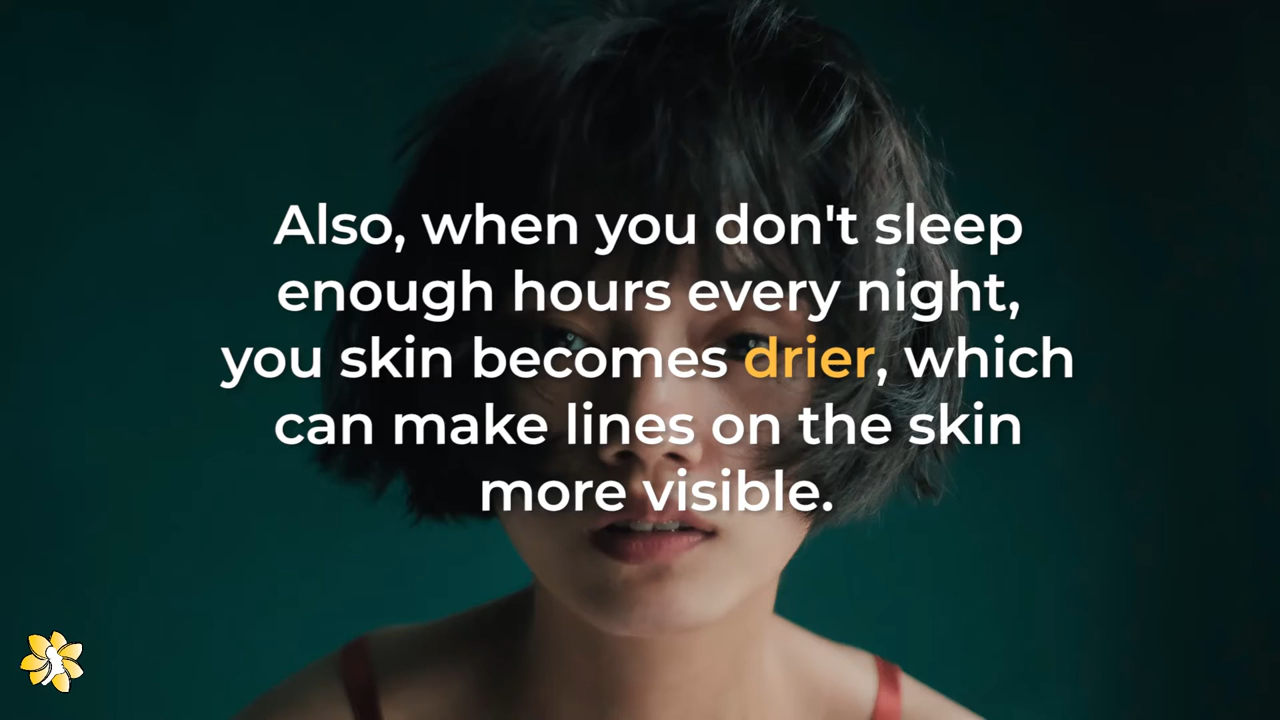 Also, when you don't sleep
enough hours every night,
you skin becomes drier, which
can make lines on the skin
more visible.